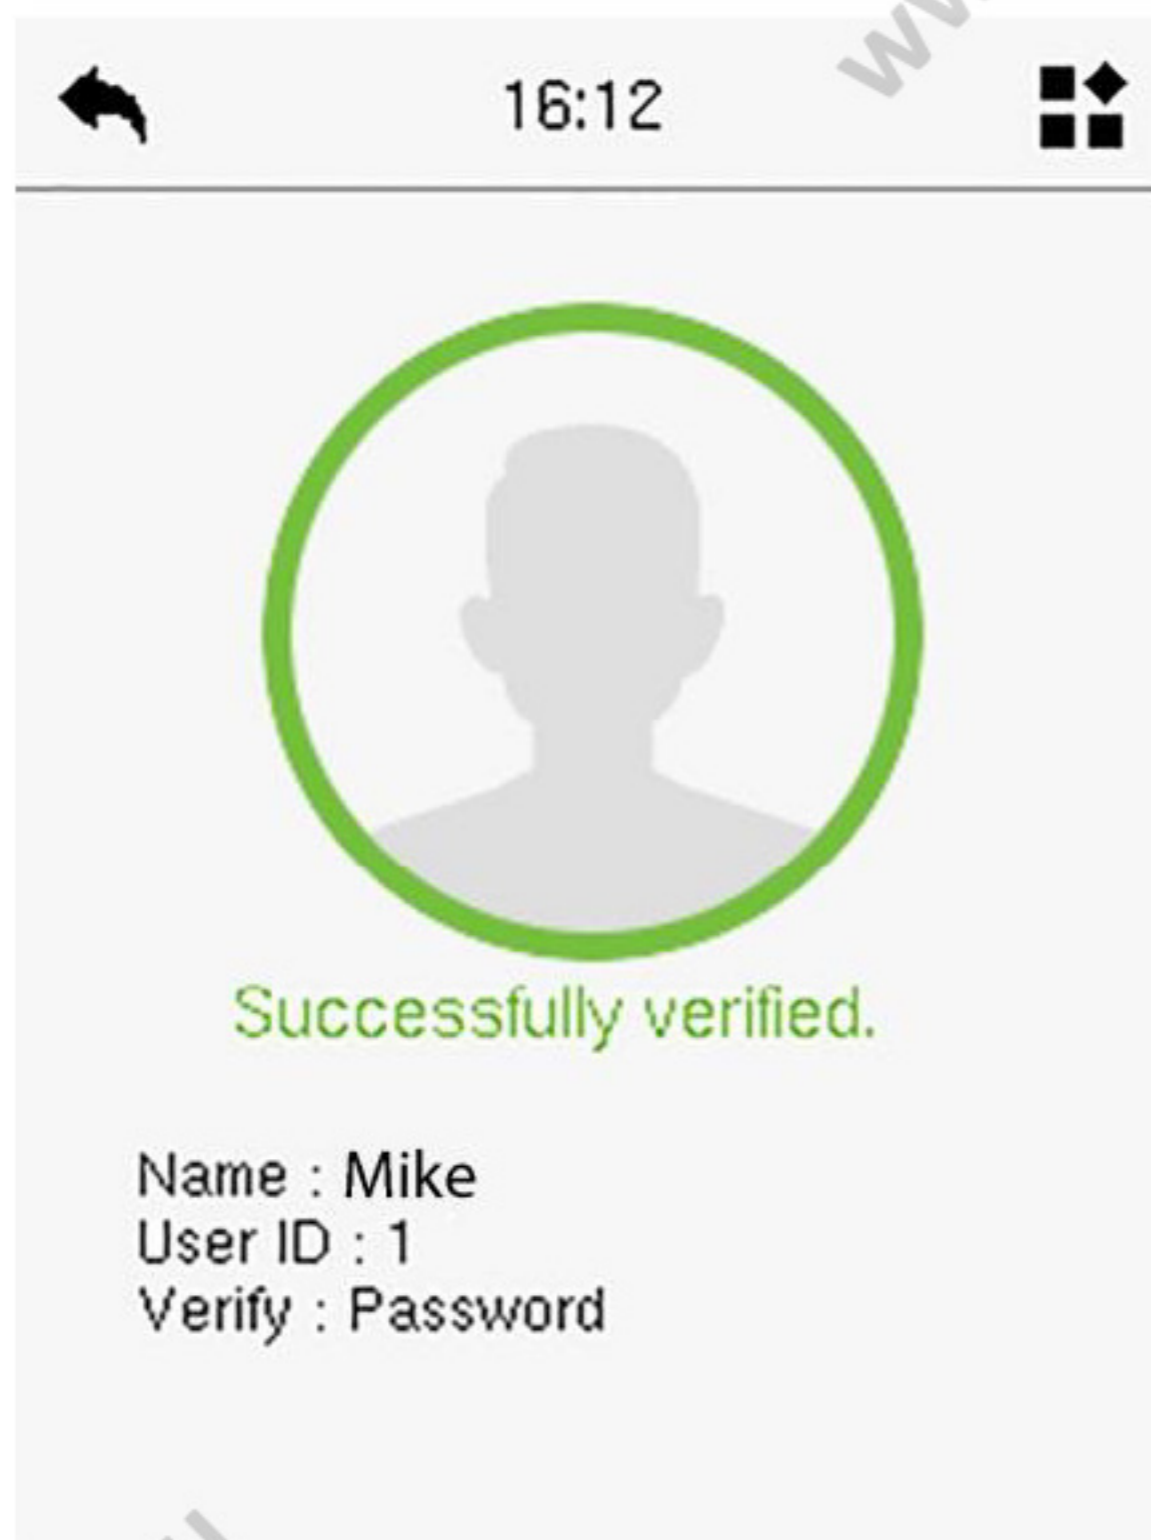 16:12
Successfully verified.
Name : Mike
User ID : 1
Verify : Password